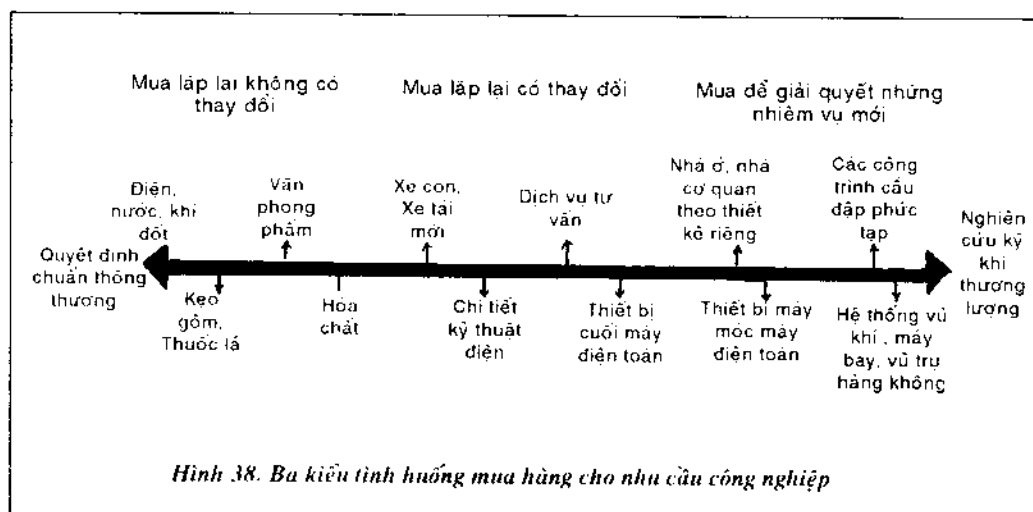 Mua lặp lại không có
thay đổi
Mua lặp lại có thay đổi
Mua để giải quyết những
nhiệm vụ mới
Điện,
nước, khí
đốt
Văn
phong
phẩm
Xe con,
Xe tải
mới
Dịch vụ tư
vấn
Nhà ở, nhà
cơ quan
theo thiết
kế riêng
Các công
trình cầu
đập phức
tạp
Quyết định
chuẩn thông
thương
Nghiên
cứu kỹ
khi
thương
lượng
Kẹo
gôm,
Thuốc lá
Hóa
chất
Chi tiết
kỹ thuật
điện
Thiết bị
cuối máy
điện toán
Thiết bị máy
móc máy
điện toán
Hệ thống vũ
khí , máy
bay, vũ trụ
hàng không
Hình 38. Ba kiểu tình huống mua hàng cho nhu cầu công nghiệp